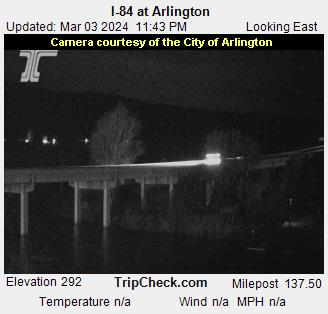 I-84 at Arlington
Updated: Mar 03 2024 11:43 PM Looking East
Camera courtesy of the City of Arlington
Elevation 292 TripCheck.com Milepost 137.50
Temperature n/a Wind n/a MPH n/a